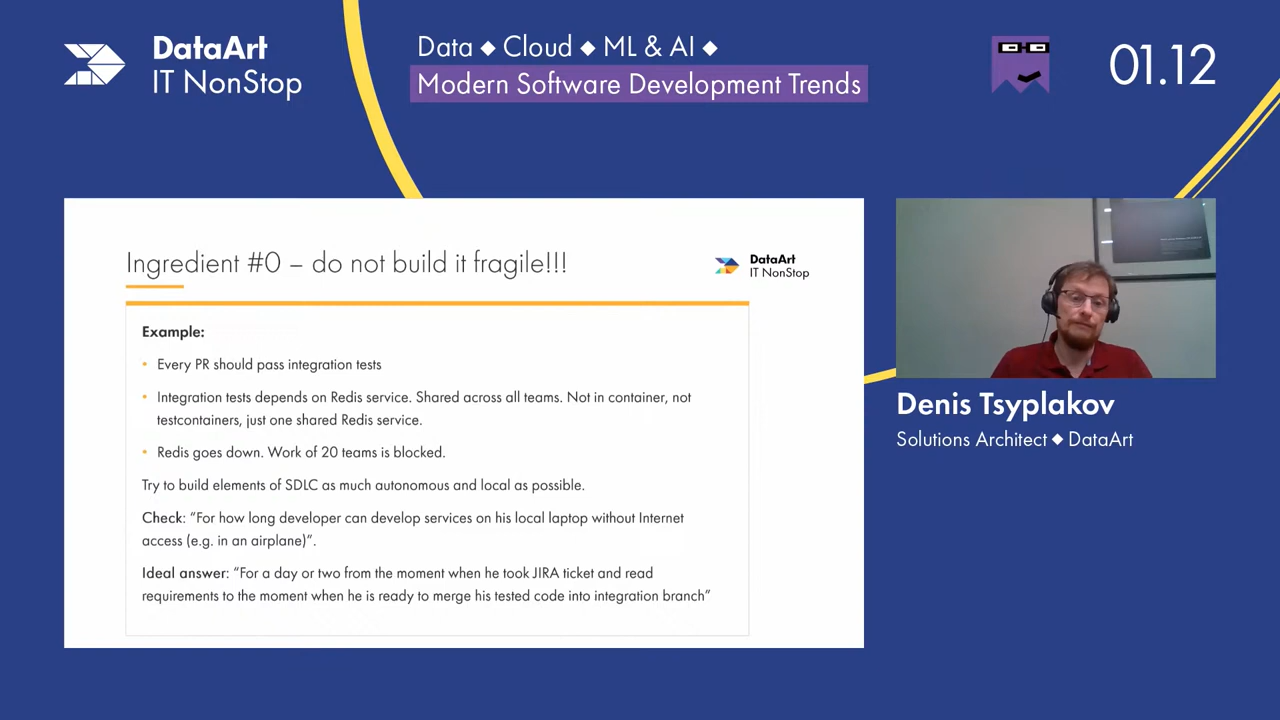 DataArt
IT NonStop
Data ◆ Cloud ◆ ML & AI ◆
Modern Software Development Trends
01.12
Ingredient #0 – do not build it fragile!!!
DataArt
IT NonStop
Example:
• Every PR should pass integration tests
• Integration tests depends on Redis service. Shared across all teams. Not in container, not
testcontainers, just one shared Redis service.
• Redis goes down. Work of 20 teams is blocked.
Try to build elements of SDLC as much autonomous and local as possible.
Check: “For how long developer can develop services on his local laptop without Internet
access (e.g. in an airplane)”.
Ideal answer: “For a day or two from the moment when he took JIRA ticket and read
requirements to the moment when he is ready to merge his tested code into integration branch”
Denis Tsyplakov
Solutions Architect ◆ DataArt